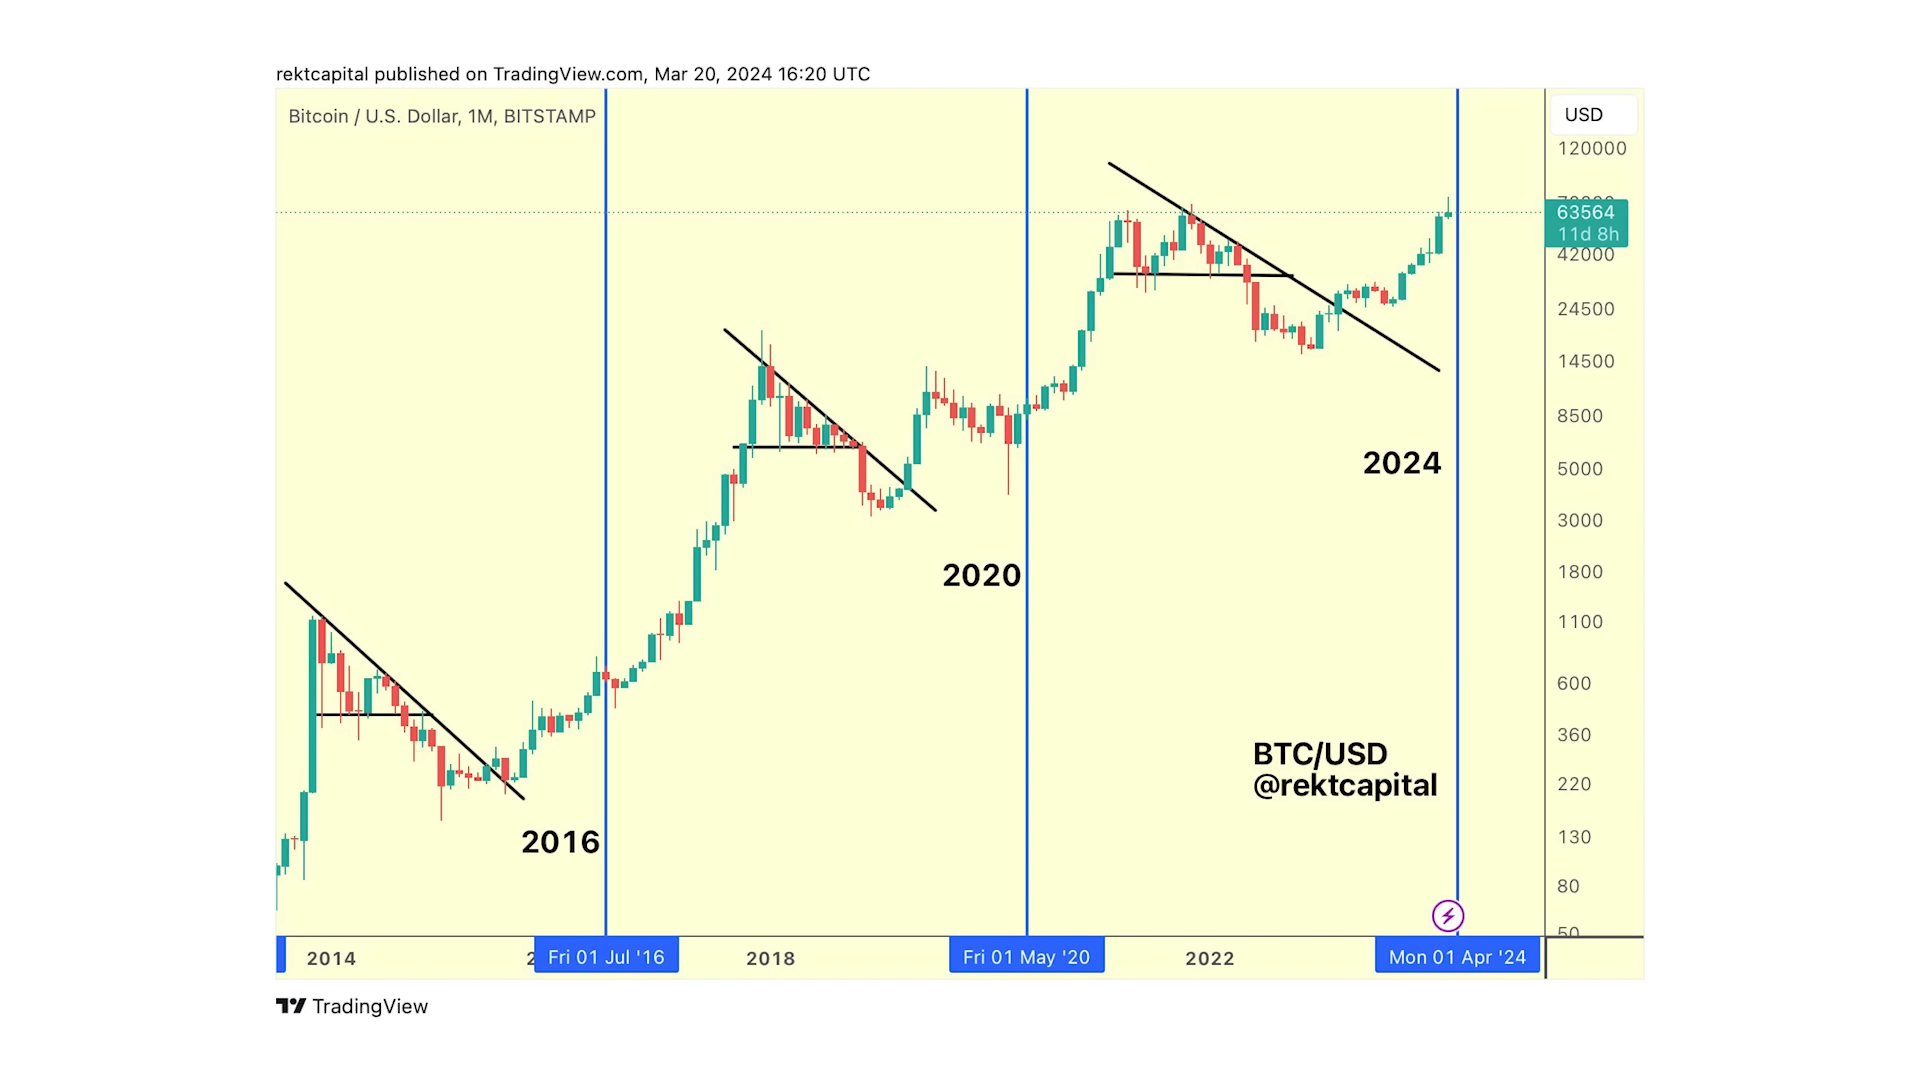 rektcapital published on TradingView.com, Mar 20, 2024 16:20 UTC
Bitcoin / U.S. Dollar, 1M, BITSTAMP
USD
120000
63564
11d 8h
42000
24500
14500
8500
5000
3000
1800
1100
600
360
220
130
80
50
2024
2020
2016
BTC/USD
@rektcapital
2014
Fri 01 Jul '16
2018
Fri 01 May '20
2022
Mon 01 Apr '24
TradingView